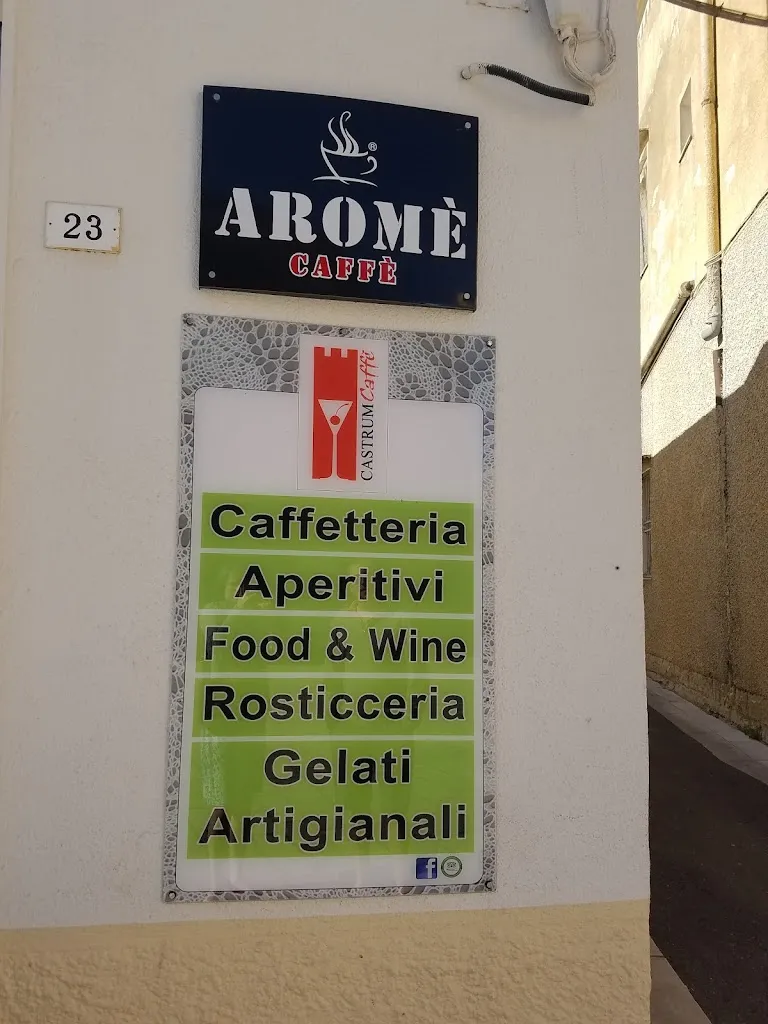 23
®
AROMÈ
CAFFÈ
CASTRUM Caffè
Caffetteria
Aperitivi
Food & Wine
Rosticceria
Gelati
Artigianali
f